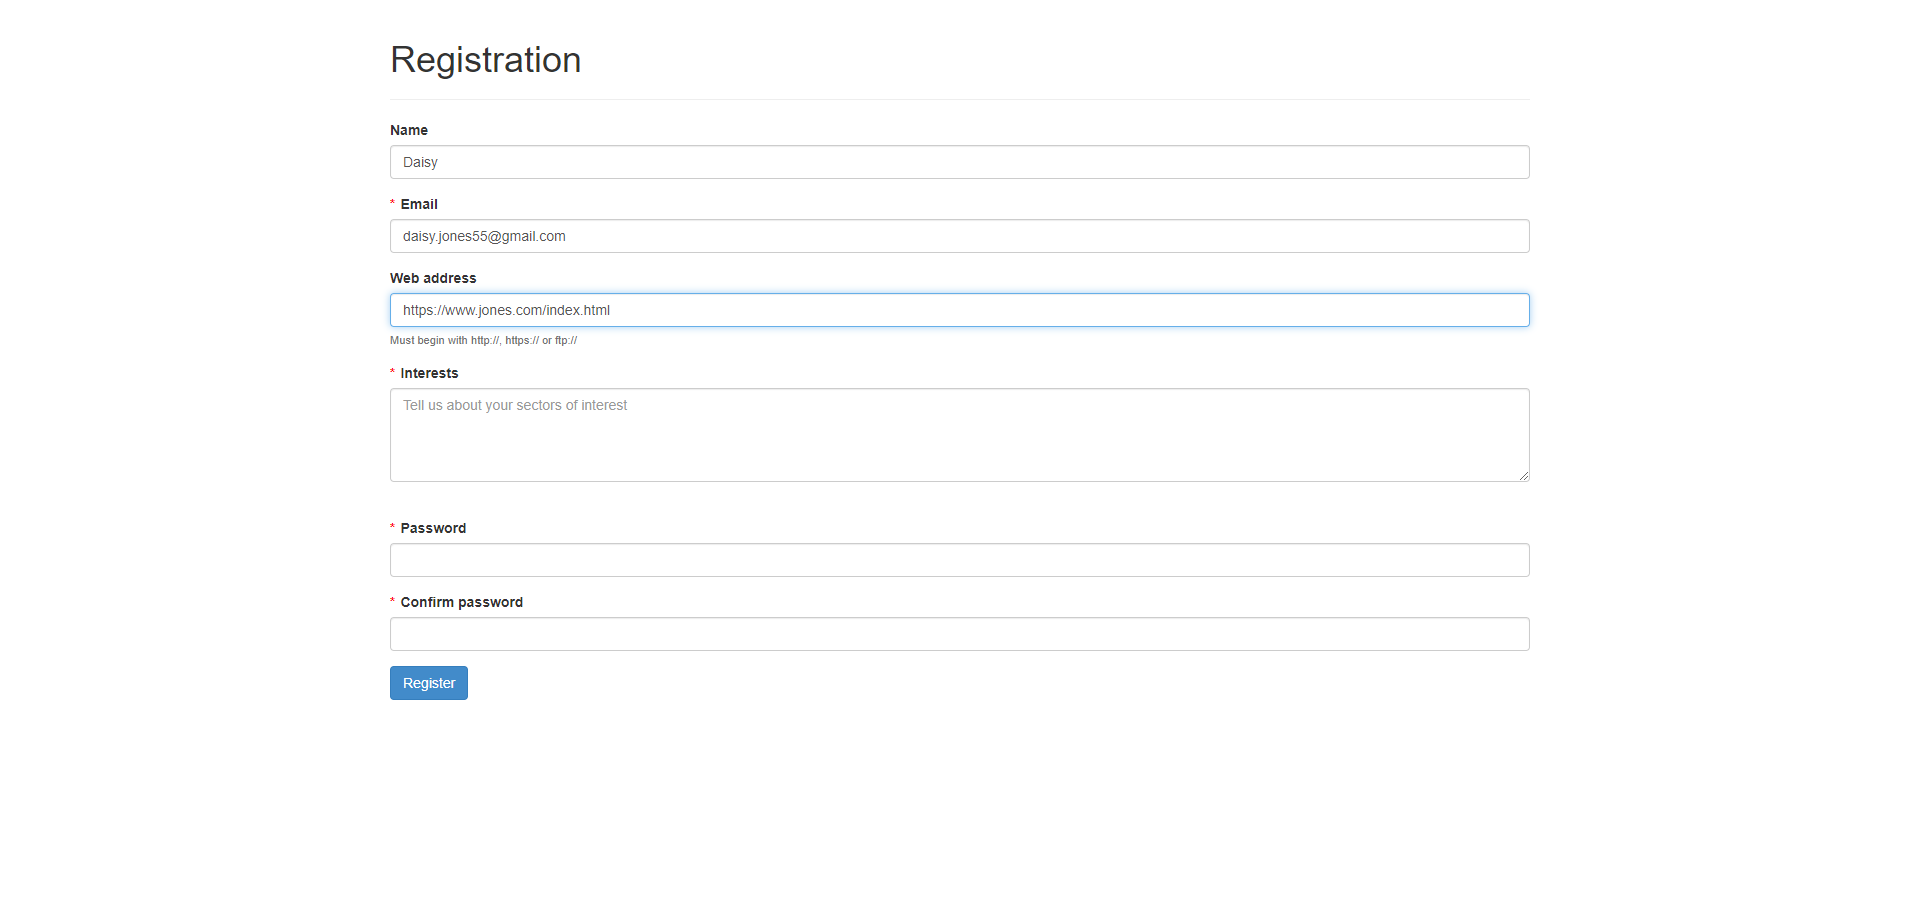 Registration
Name
Daisy
* Email
daisy.jones55@gmail.com
Web address
https://www.jones.com/index.html
Must begin with http://, https:// or ftp://
* Interests
Tell us about your sectors of interest
* Password
* Confirm password
Register